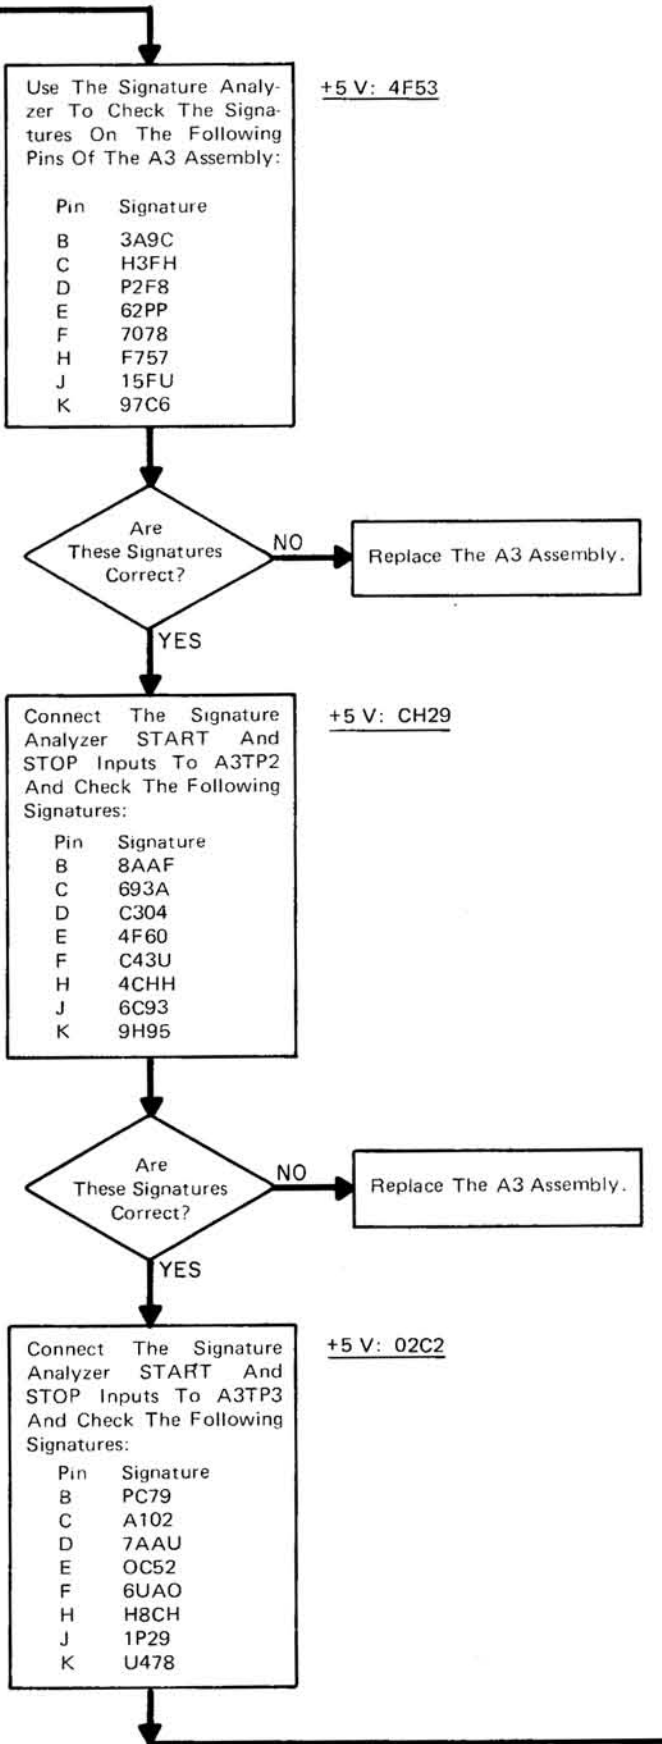 Use The Signature Analy-
zer To Check The Signa-
tures On The Following
Pins Of The A3 Assembly:
+5 V: 4F53
Pin Signature
B 3A9C
C H3FH
D P2F8
E 62PP
F 7078
H F757
J 15FU
K 97C6
Are
These Signatures
Correct?
NO
Replace The A3 Assembly.
YES
Connect The Signature
Analyzer START And
STOP Inputs To A3TP2
And Check The Following
Signatures:
+5 V: CH29
Pin Signature
B 8AAF
C 693A
D C304
E 4F60
F C43U
H 4CHH
J 6C93
K 9H95
Are
These Signatures
Correct?
NO
Replace The A3 Assembly.
YES
Connect The Signature
Analyzer START And
STOP Inputs To A3TP3
And Check The Following
Signatures:
+5 V: 02C2
Pin Signature
B PC79
C A102
D 7AAU
E OC52
F 6UAO
H H8CH
J 1P29
K U478